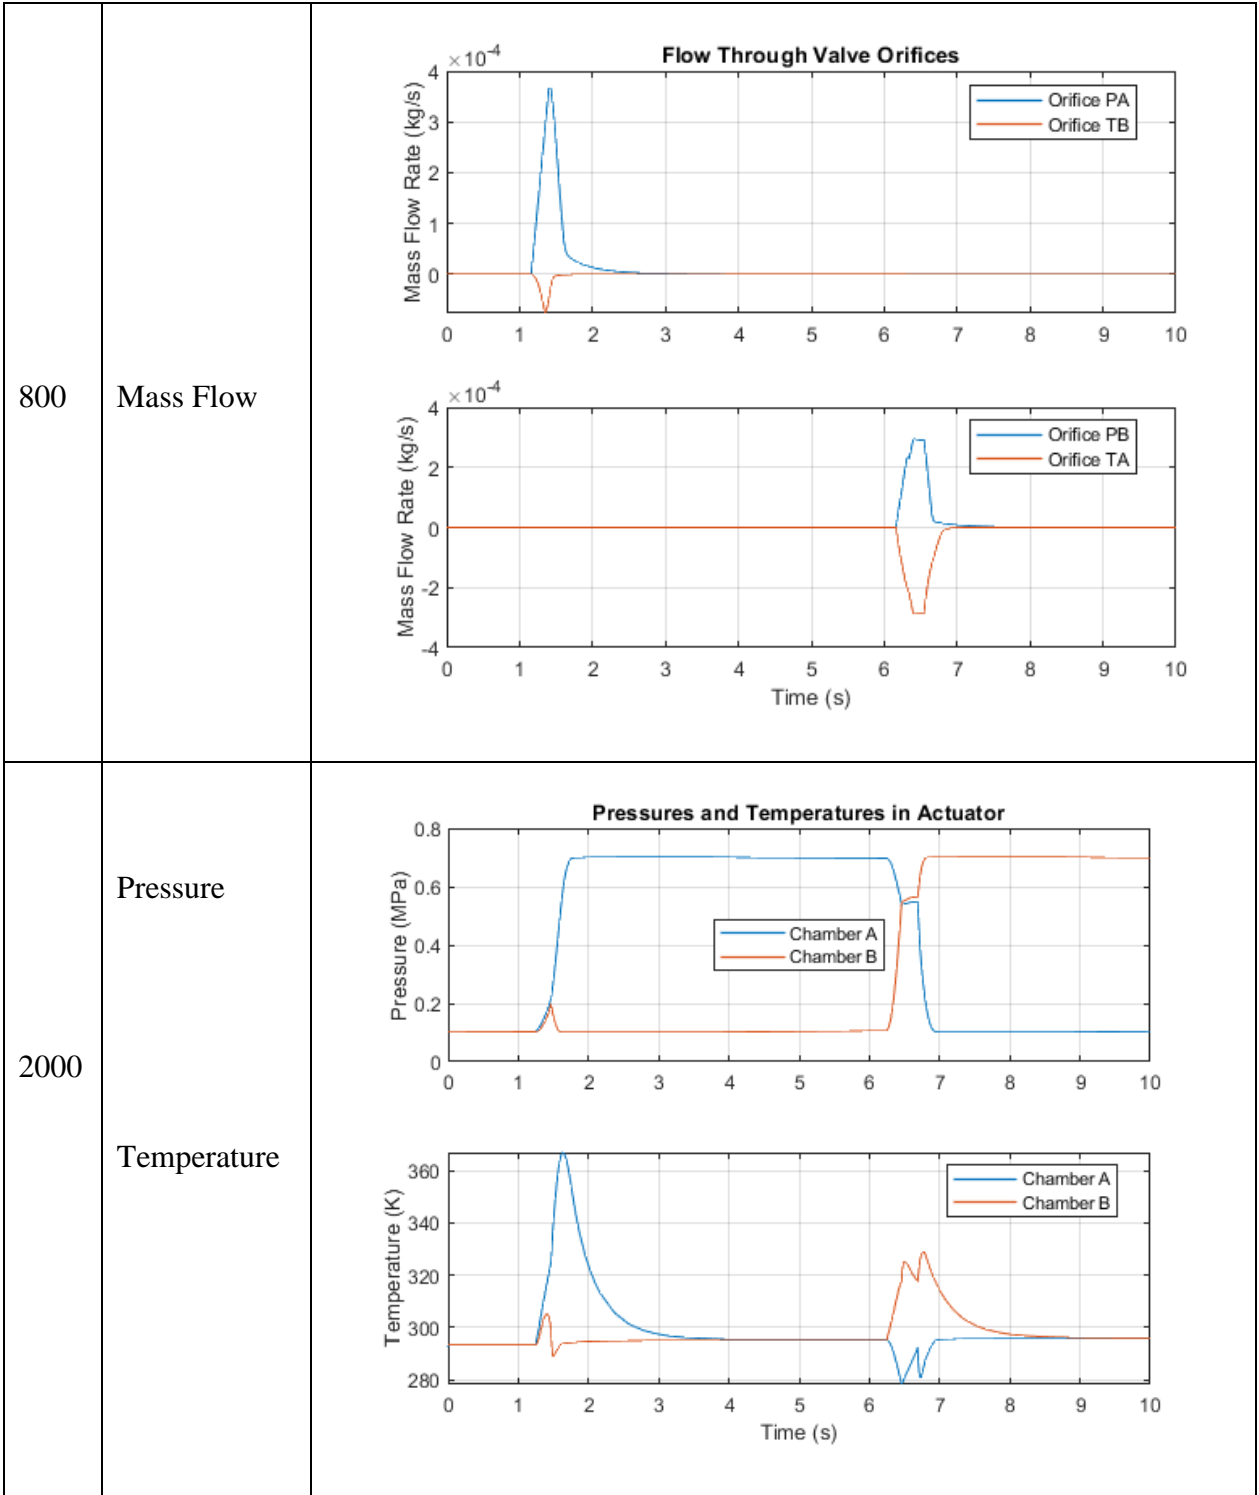 800
Mass Flow
Flow Through Valve Orifices
×10-4
Mass Flow Rate (kg/s)
4
3
2
1
0
Orifice PA
Orifice TB
0 1 2 3 4 5 6 7 8 9 10
×10-4
Mass Flow Rate (kg/s)
4
2
0
-2
-4
Orifice PB
Orifice TA
0 1 2 3 4 5 6 7 8 9 10
Time (s)
2000
Pressure
Temperature
Pressures and Temperatures in Actuator
Pressure (MPa)
0.8
0.6
0.4
0.2
0
Chamber A
Chamber B
0 1 2 3 4 5 6 7 8 9 10
Temperature (K)
360
340
320
300
280
Chamber A
Chamber B
0 1 2 3 4 5 6 7 8 9 10
Time (s)